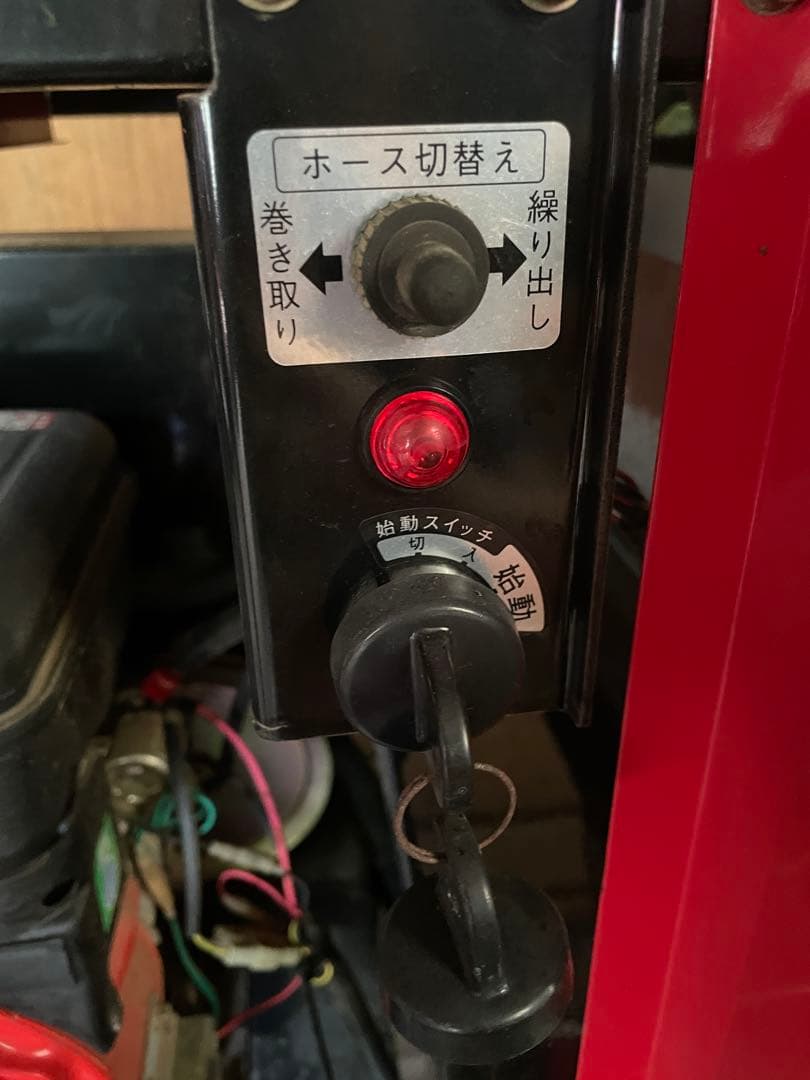 ホース切替え
巻き取り
繰り出し
始動スイッチ
切
入
始動